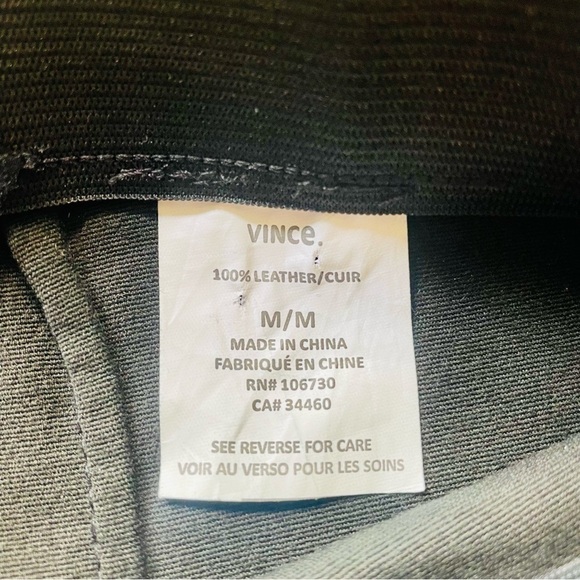 VINCe.
100% LEATHER/CUIR
M/M
MADE IN CHINA
FABRIQUÉ EN CHINE
RN# 106730
CA# 34460
SEE REVERSE FOR CARE
VOIR AU VERSO POUR LES SOINS